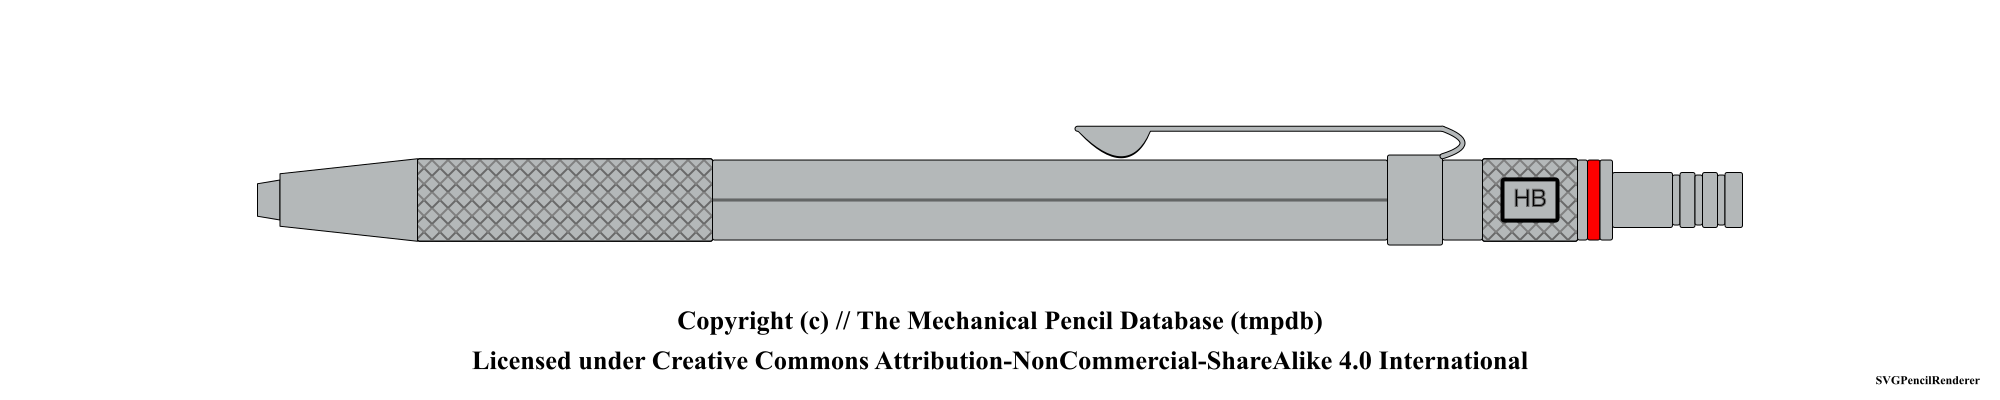 HB
Copyright (c) // The Mechanical Pencil Database (tmpdb)
Licensed under Creative Commons Attribution-NonCommercial-ShareAlike 4.0 International
SVGPencilRenderer